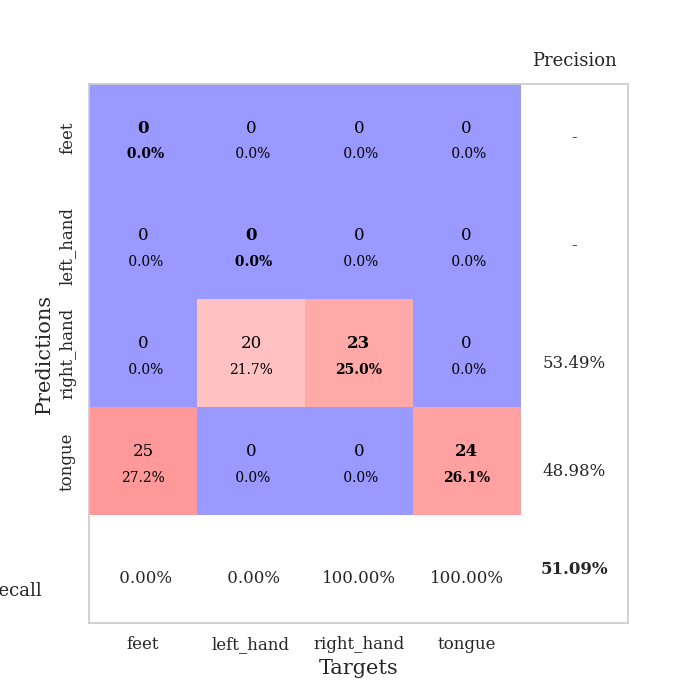 Precision
feet
0 0 0 0
0.0% 0.0% 0.0% 0.0%
-
left_hand
0 0 0 0
0.0% 0.0% 0.0% 0.0%
-
Predictions
right_hand
0 20 23 0
0.0% 21.7% 25.0% 0.0%
53.49%
tongue
25 0 0 24
27.2% 0.0% 0.0% 26.1%
48.98%
ecall
0.00% 0.00% 100.00% 100.00%
51.09%
feet left_hand right_hand tongue
Targets